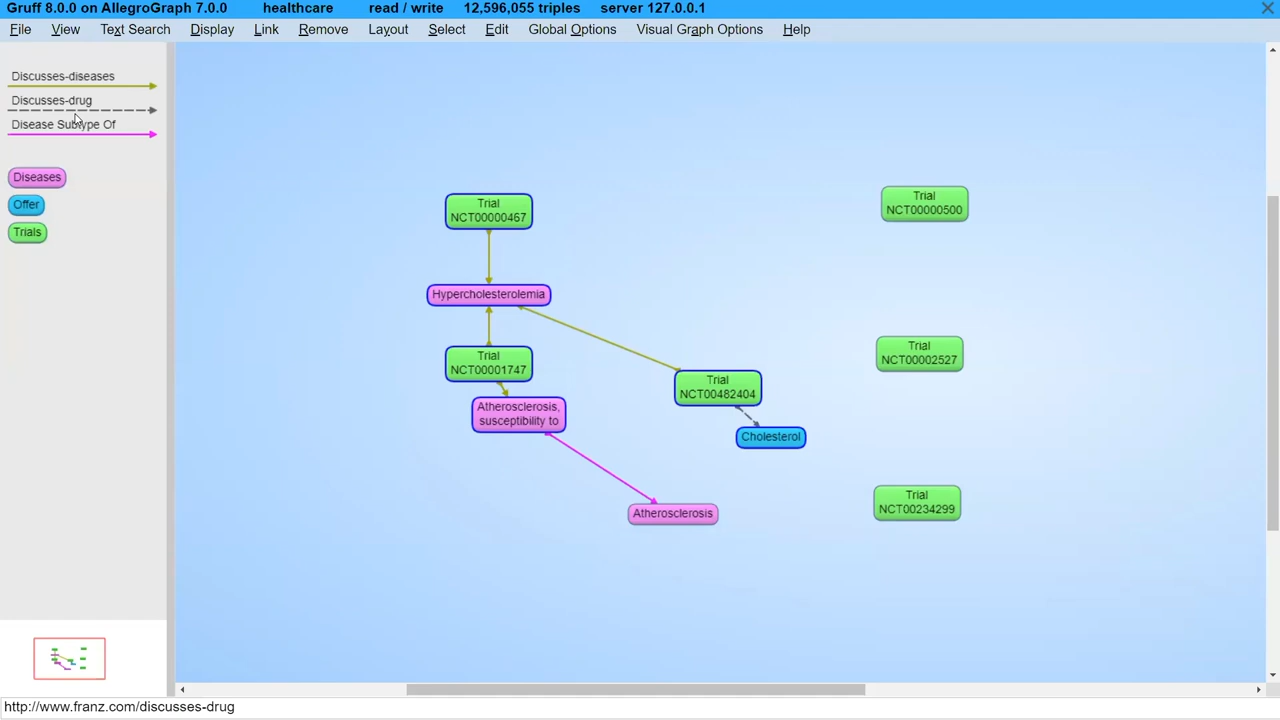 Gruff 8.0.0 on AllegroGraph 7.0.0 healthcare read / write 12,596,055 triples server 127.0.0.1
File View Text Search Display Link Remove Layout Select Edit Global Options Visual Graph Options Help
Discusses-diseases
Discusses-drug
Disease Subtype Of
Diseases
Offer
Trials
Trial
NCT00000467
Trial
NCT00000500
Hypercholesterolemia
Trial
NCT00001747
Trial
NCT00002527
Trial
NCT00482404
Atherosclerosis,
susceptibility to
Cholesterol
Atherosclerosis
Trial
NCT00234299
http://www.franz.com/discusses-drug